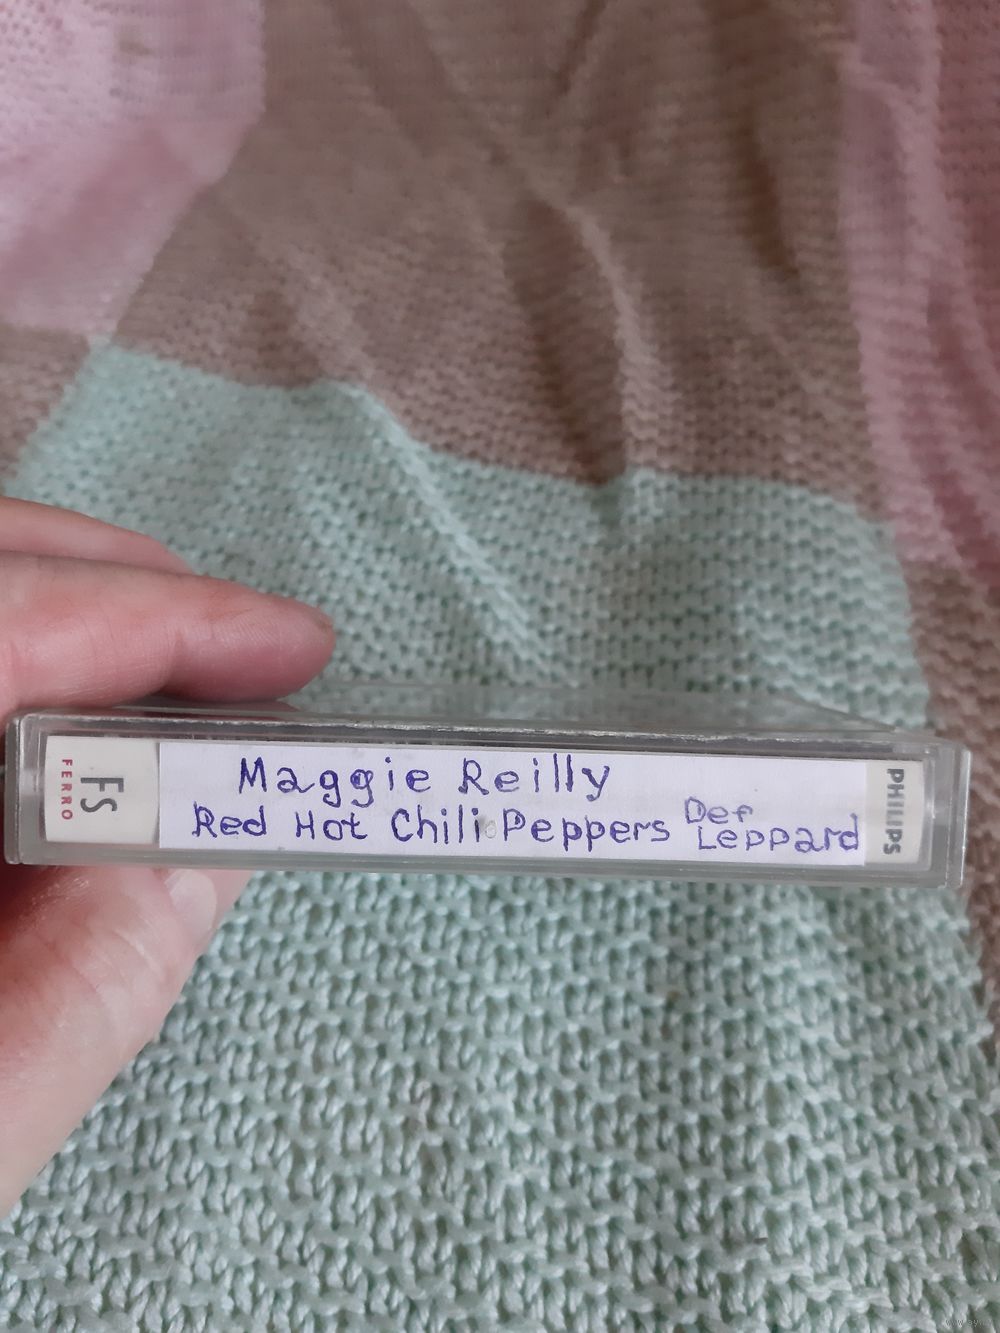 FS
FERRO
Maggie Reilly
Red Hot Chili Peppers Def Leppard
PHILIPS